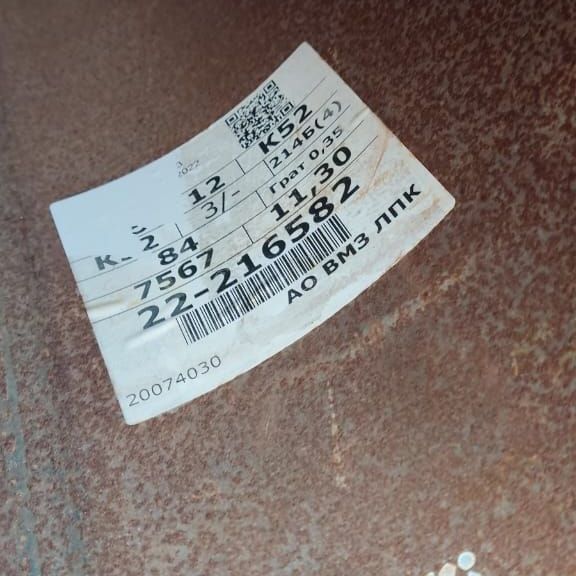 2022
12 К52
3/- 214Б(4)
2 84 Грат 0,35
7567 11,30
22-216582
АО ВМЗ ЛПК
20074030